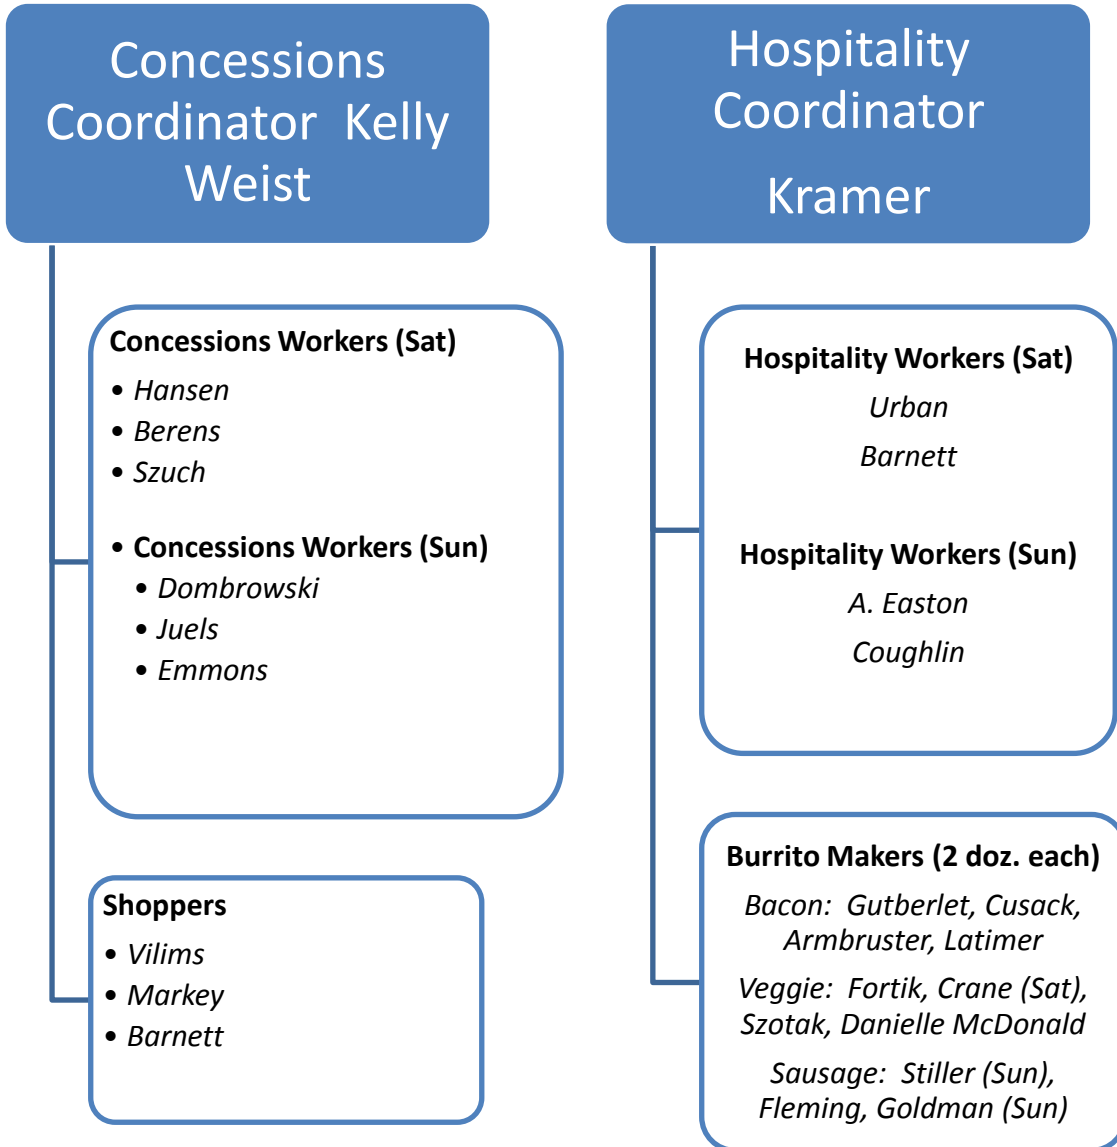 Concessions
Coordinator  Kelly
Weist
Concessions Workers (Sat)
• Hansen
• Berens
• Szuch
• Concessions Workers (Sun)
• Dombrowski
• Juels
• Emmons
Shoppers
• Vilims
• Markey
• Barnett
Hospitality
Coordinator
Kramer
Hospitality Workers (Sat)
Urban
Barnett
Hospitality Workers (Sun)
A. Easton
Coughlin
Burrito Makers (2 doz. each)
Bacon:  Gutberlet, Cusack,
Armbruster, Latimer
Veggie:  Fortik, Crane (Sat),
Szotak, Danielle McDonald
Sausage:  Stiller (Sun),
Fleming, Goldman (Sun)